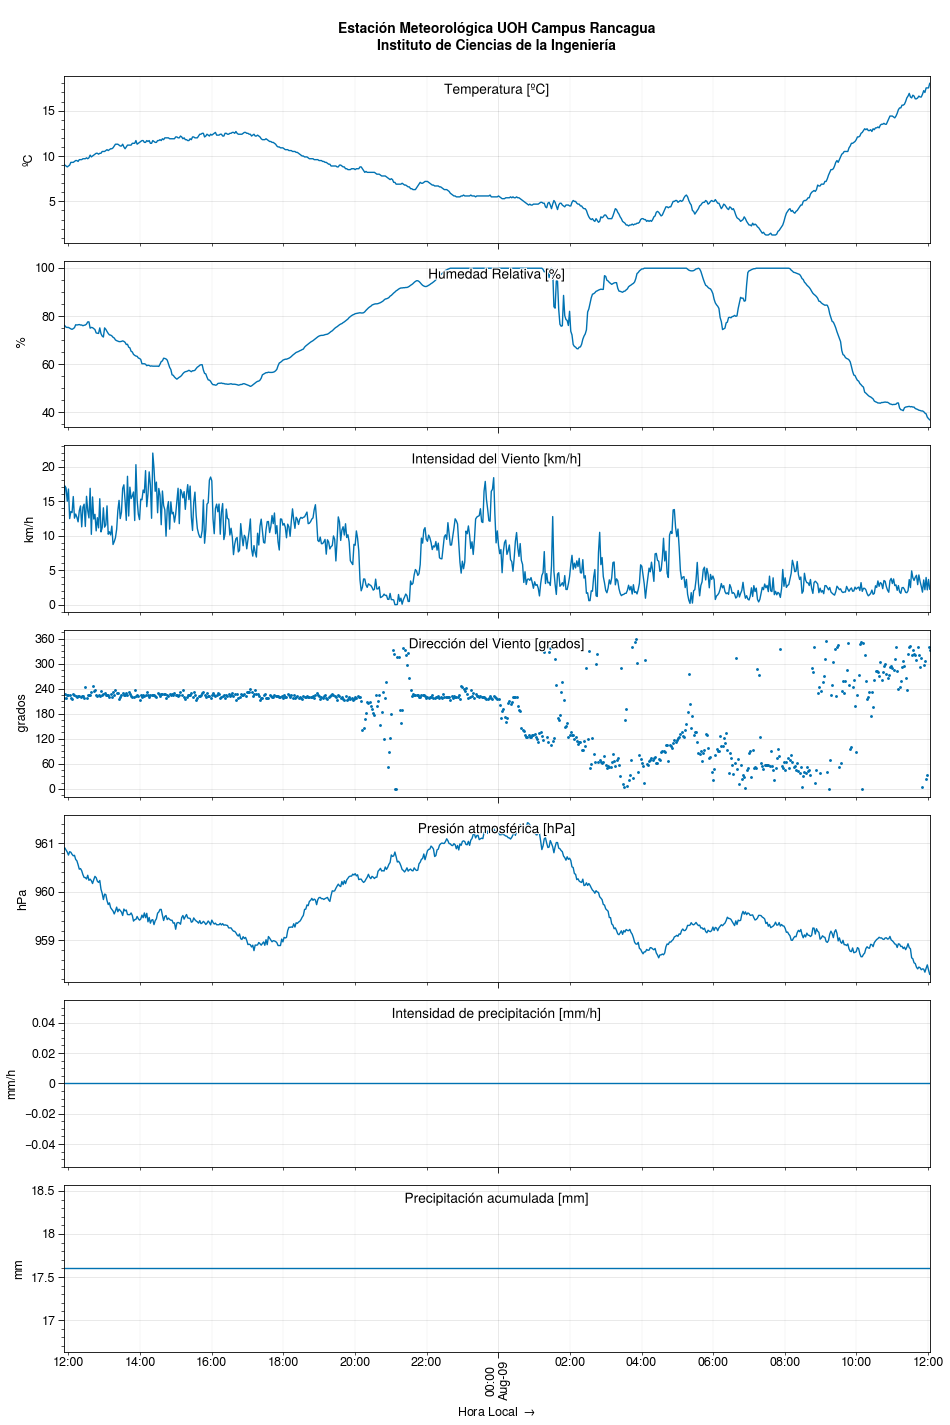 Estación Meteorológica UOH Campus Rancagua
Instituto de Ciencias de la Ingeniería
Temperatura [ºC]
ºC
15
10
5
Humedad Relativa [%]
%
100
80
60
40
Intensidad del Viento [km/h]
km/h
20
15
10
5
0
Dirección del Viento [grados]
grados
360
300
240
180
120
60
0
Presión atmosférica [hPa]
hPa
961
960
959
Intensidad de precipitación [mm/h]
mm/h
0.04
0.02
0
−0.02
−0.04
Precipitación acumulada [mm]
mm
18.5
18
17.5
17
12:00 14:00 16:00 18:00 20:00 22:00 00:00 02:00 04:00 06:00 08:00 10:00 12:00
Aug-09
Hora Local →